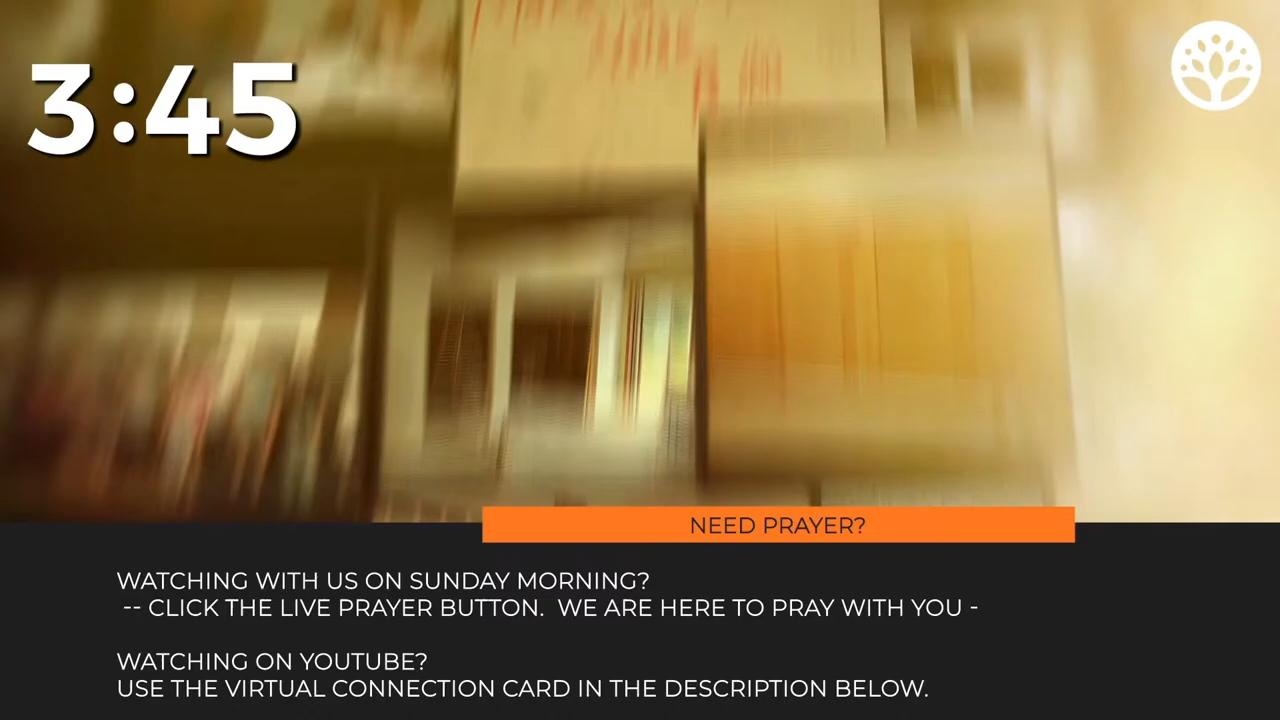 3:45
NEED PRAYER?
WATCHING WITH US ON SUNDAY MORNING?
-- CLICK THE LIVE PRAYER BUTTON.  WE ARE HERE TO PRAY WITH YOU -
WATCHING ON YOUTUBE?
USE THE VIRTUAL CONNECTION CARD IN THE DESCRIPTION BELOW.